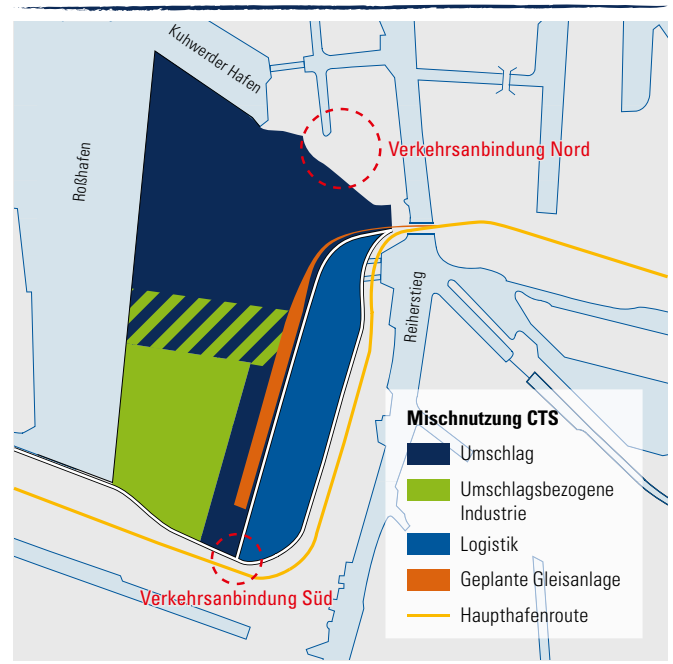 Kuhwerder Hafen
Roßhafen
Verkehrsanbindung Nord
Reiherstieg
Mischnutzung CTS
Umschlag
Umschlagsbezogene
Industrie
Logistik
Geplante Gleisanlage
Haupthafenroute
Verkehrsanbindung Süd